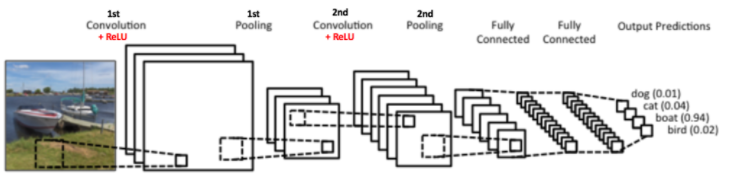 1st
Convolution
+ ReLU
1st
Pooling
2nd
Convolution
+ ReLU
2nd
Pooling
Fully
Connected
Fully
Connected
Output Predictions
dog (0.01)
cat (0.04)
boat (0.94)
bird (0.02)